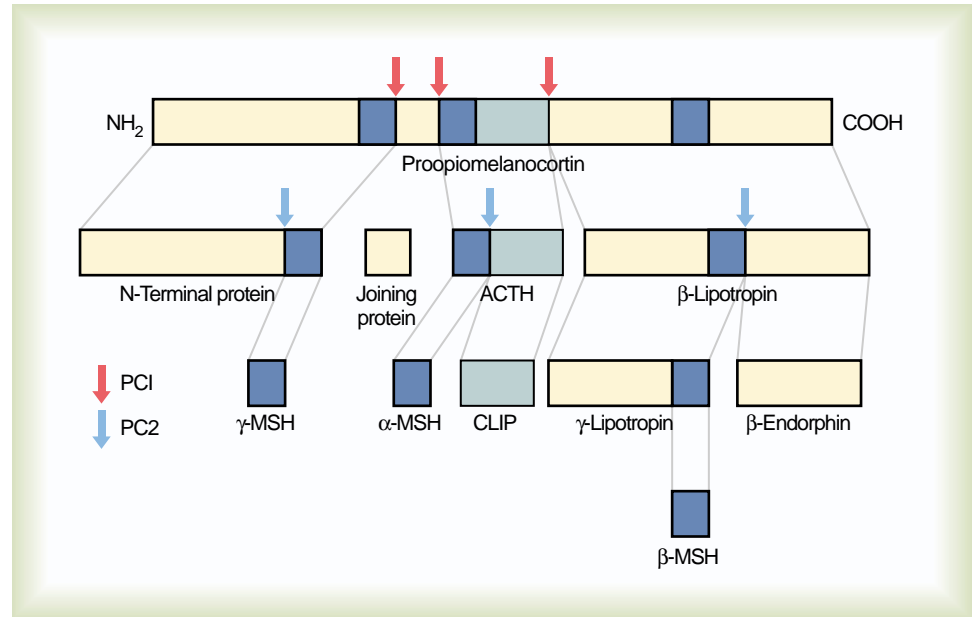 NH₂
COOH
Proopiomelanocortin
N-Terminal protein
Joining
protein
ACTH
β-Lipotropin
PCI
PC2
γ-MSH
α-MSH
CLIP
γ-Lipotropin
β-Endorphin
β-MSH